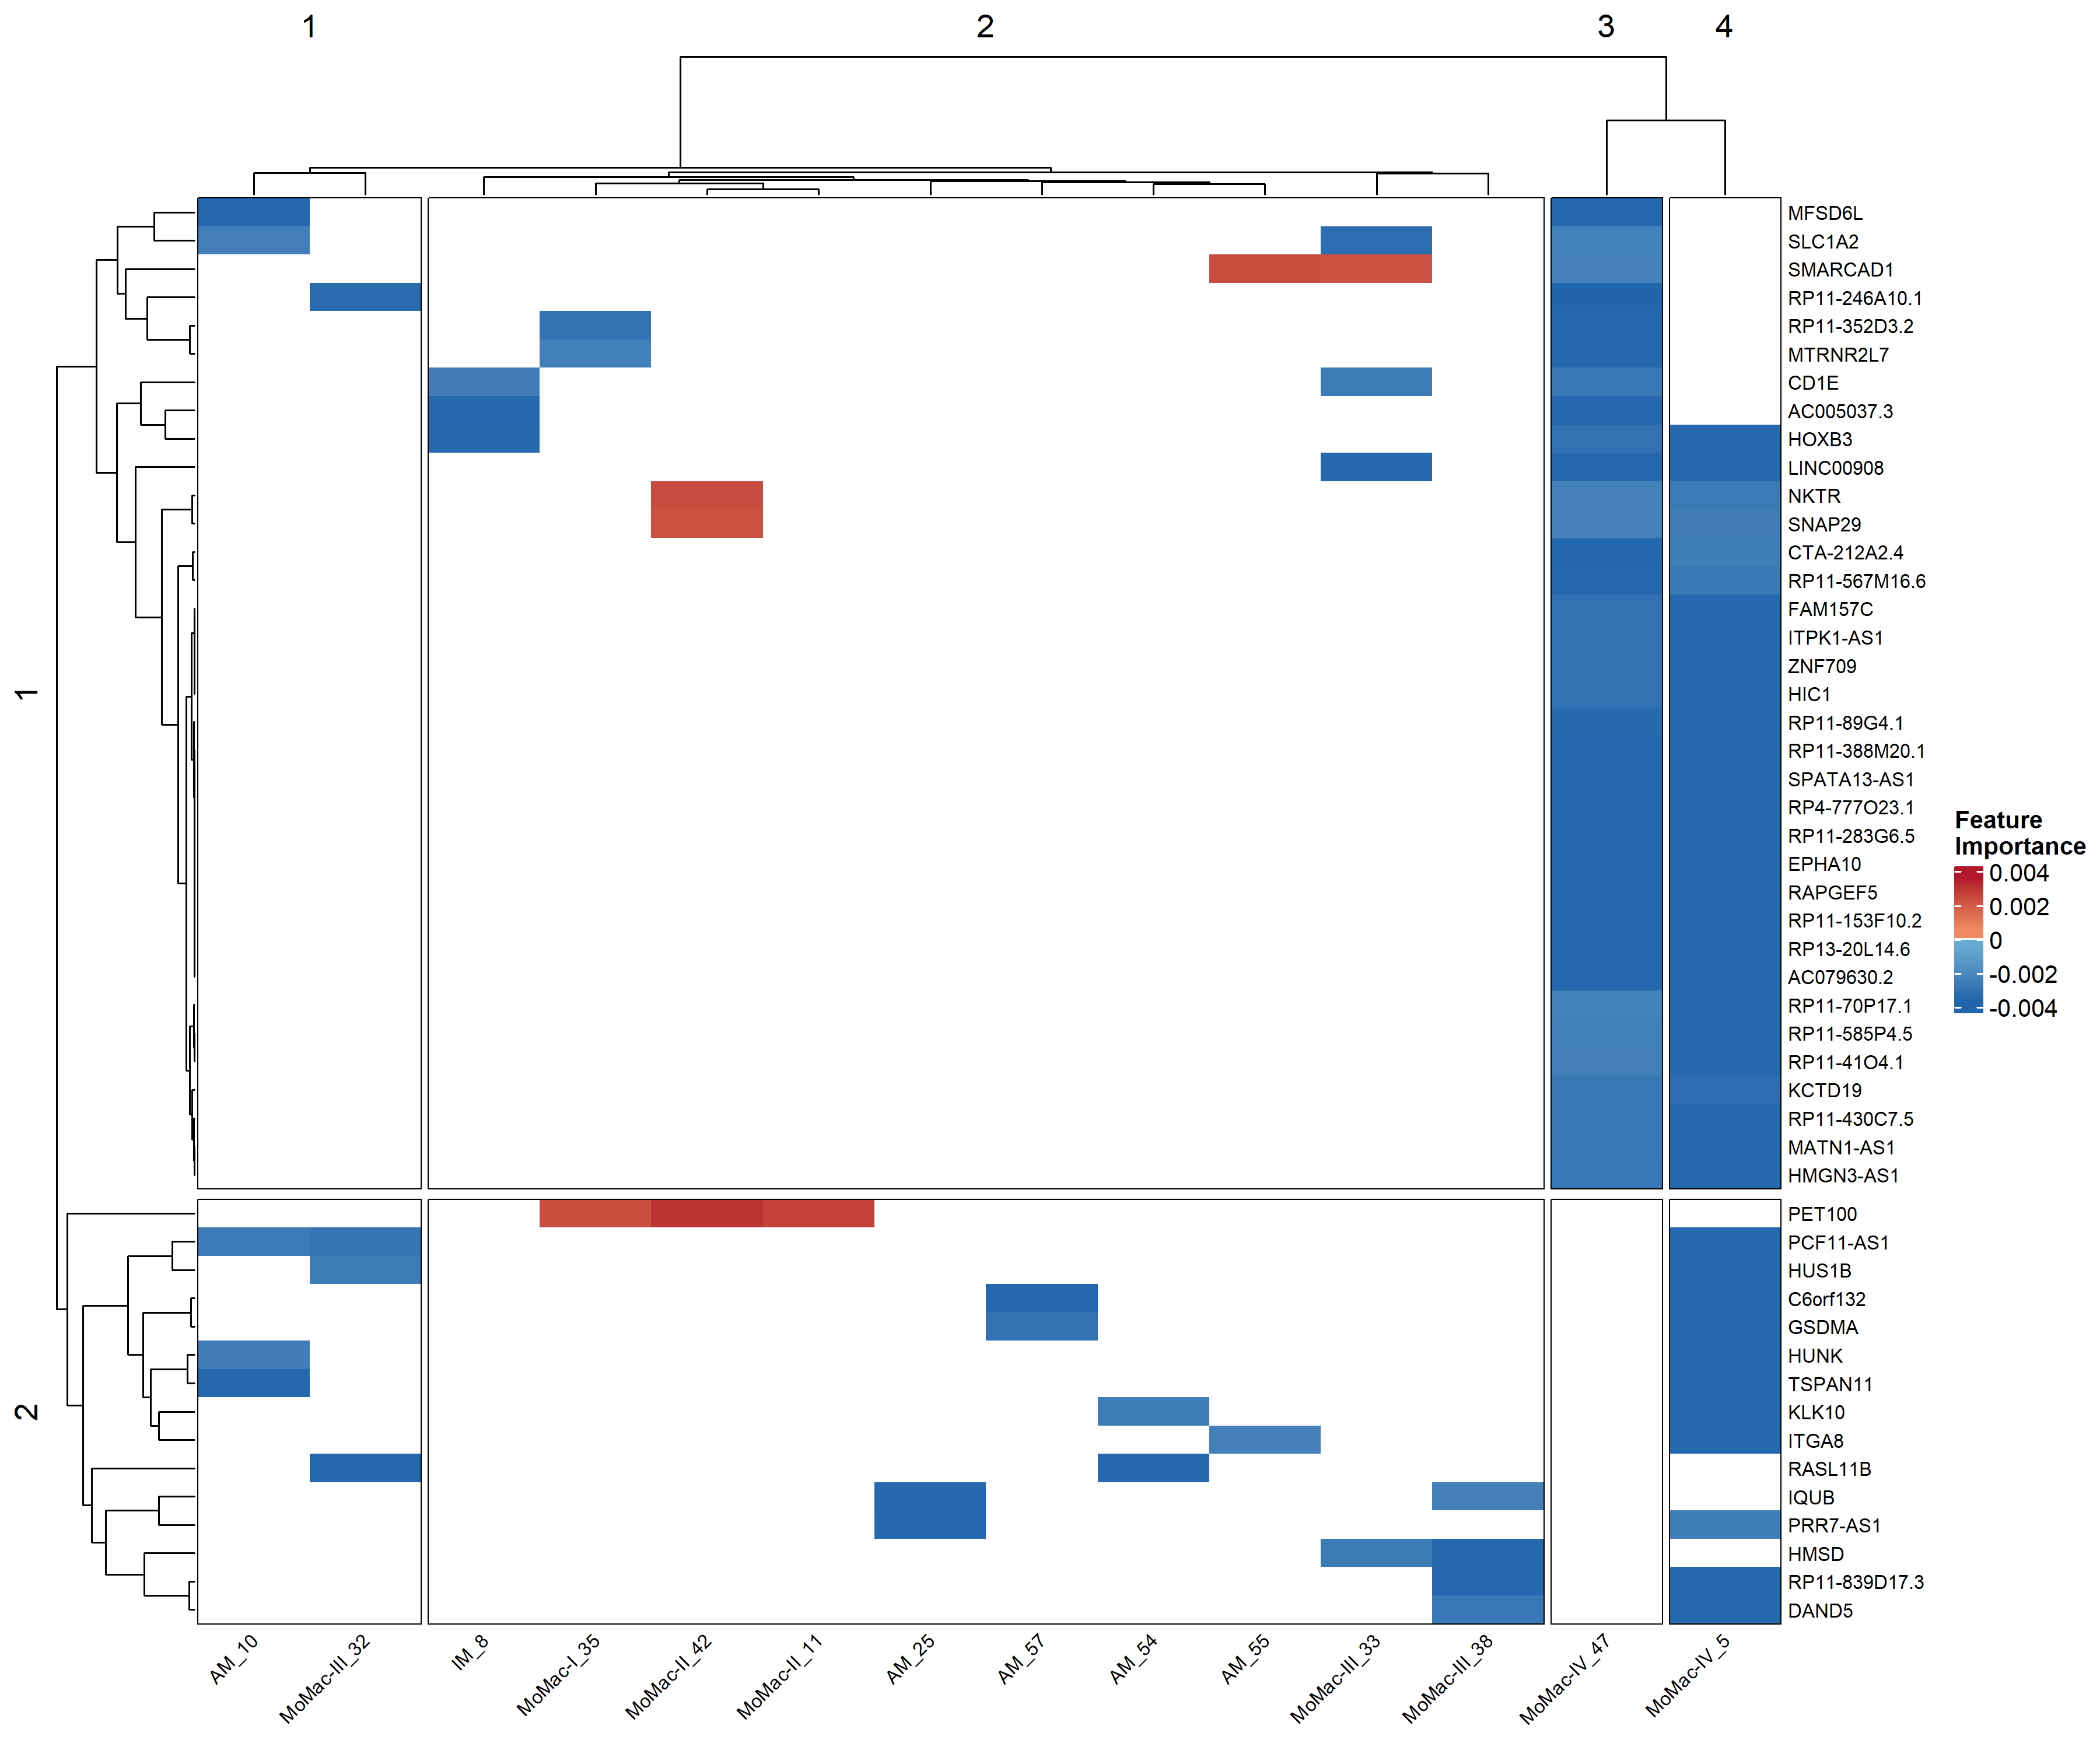 1
2
3
4
MFSD6L
SLC1A2
SMARCAD1
RP11-246A10.1
RP11-352D3.2
MTRNR2L7
CD1E
AC005037.3
HOXB3
LINC00908
NKTR
SNAP29
CTA-212A2.4
RP11-567M16.6
FAM157C
ITPK1-AS1
ZNF709
HIC1
RP11-89G4.1
RP11-388M20.1
SPATA13-AS1
RP4-777O23.1
RP11-283G6.5
EPHA10
RAPGEF5
RP11-153F10.2
RP13-20L14.6
AC079630.2
RP11-70P17.1
RP11-585P4.5
RP11-41O4.1
KCTD19
RP11-430C7.5
MATN1-AS1
HMGN3-AS1
PET100
PCF11-AS1
HUS1B
C6orf132
GSDMA
HUNK
TSPAN11
KLK10
ITGA8
RASL11B
IQUB
PRR7-AS1
HMSD
RP11-839D17.3
DAND5
1
2
Feature
Importance
0.004
0.002
0
-0.002
-0.004
AM_10
MoMac-III_32
IM_8
MoMac-I_35
MoMac-II_42
MoMac-II_11
AM_25
AM_57
AM_54
AM_55
MoMac-III_33
MoMac-III_38
MoMac-IV_47
MoMac-IV_5